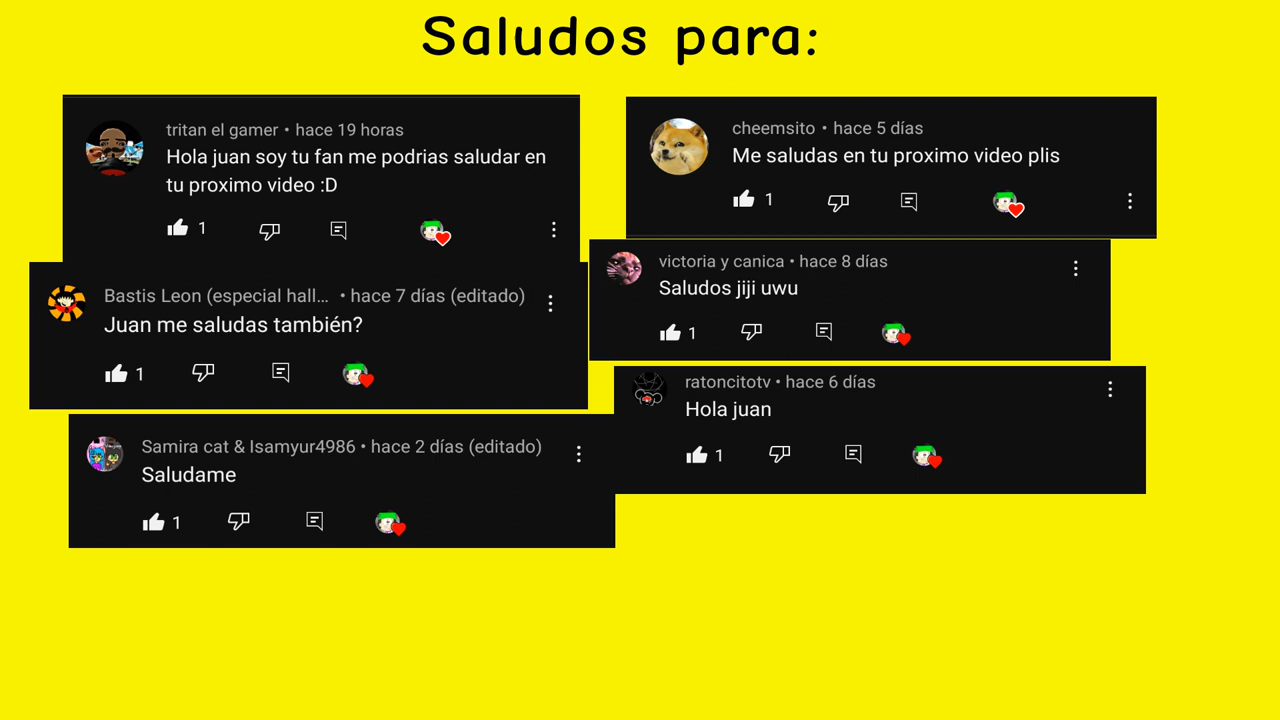 Saludos para:
tritan el gamer • hace 19 horas
Hola juan soy tu fan me podrias saludar en
tu proximo video :D
1
Bastis Leon (especial hall... • hace 7 días (editado)
Juan me saludas también?
1
Samira cat & Isamyur4986 • hace 2 días (editado)
Saludame
1
cheemsito • hace 5 días
Me saludas en tu proximo video plis
1
victoria y canica • hace 8 días
Saludos jiji uwu
1
ratoncitotv • hace 6 días
Hola juan
1